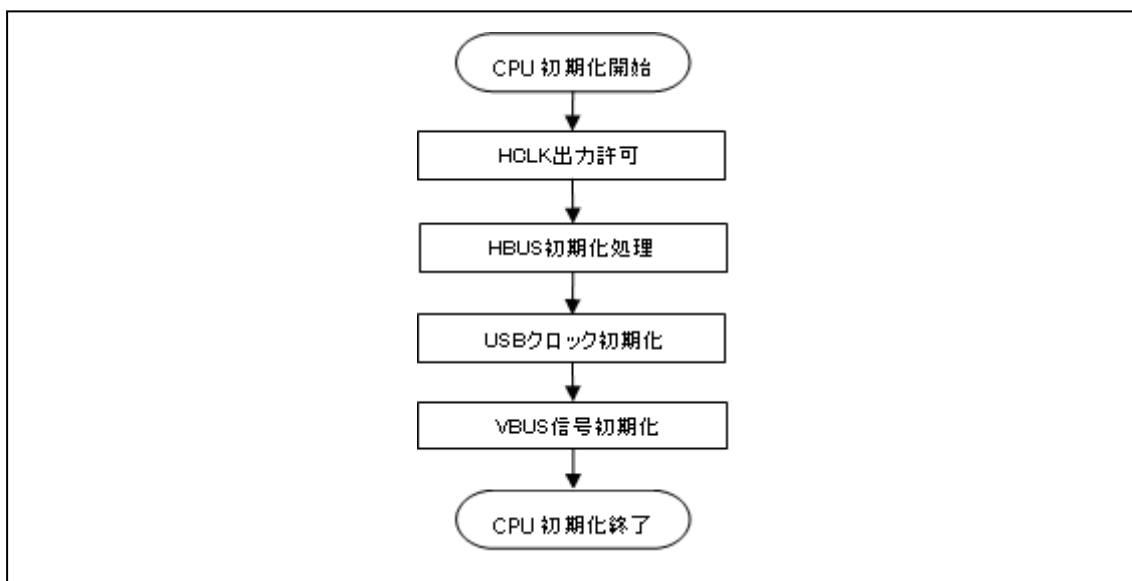 CPU 初期化開始
HCLK出力許可
HBUS初期化処理
USBクロック初期化
VBUS信号初期化
CPU 初期化終了